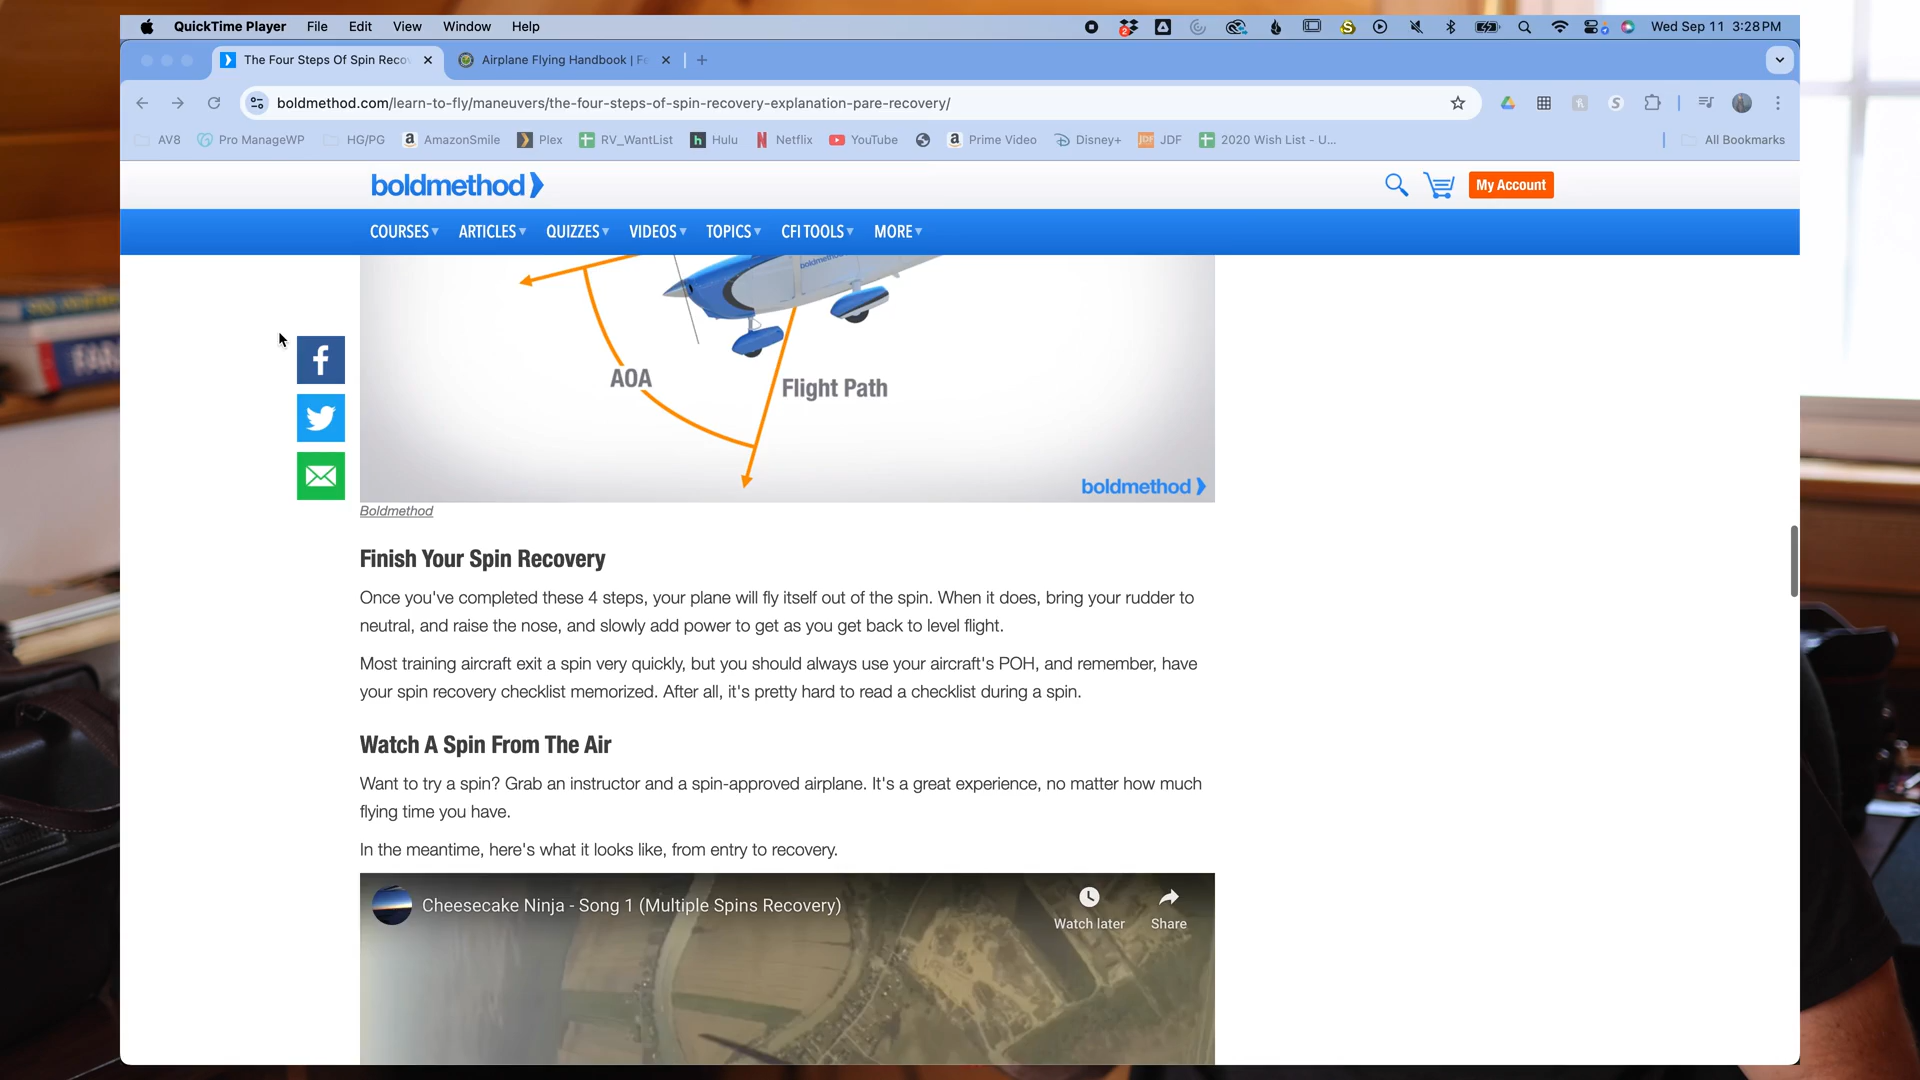 QuickTime Player File Edit View Window Help
2
Wed Sep 11 3:28 PM
The Four Steps Of Spin Reco
Airplane Flying Handbook | Fe
boldmethod.com/learn-to-fly/maneuvers/the-four-steps-of-spin-recovery-explanation-pare-recovery/
AV8 Pro ManageWP HG/PG AmazonSmile Plex RV_WantList Hulu Netflix YouTube Prime Video Disney+ JDF 2020 Wish List - U... All Bookmarks
boldmethod
My Account
COURSES ARTICLES QUIZZES VIDEOS TOPICS CFI TOOLS MORE
boldmethod
AOA
Flight Path
boldmethod
Boldmethod
Finish Your Spin Recovery
Once you've completed these 4 steps, your plane will fly itself out of the spin. When it does, bring your rudder to
neutral, and raise the nose, and slowly add power to get as you get back to level flight.
Most training aircraft exit a spin very quickly, but you should always use your aircraft's POH, and remember, have
your spin recovery checklist memorized. After all, it's pretty hard to read a checklist during a spin.
Watch A Spin From The Air
Want to try a spin? Grab an instructor and a spin-approved airplane. It's a great experience, no matter how much
flying time you have.
In the meantime, here's what it looks like, from entry to recovery.
Cheesecake Ninja - Song 1 (Multiple Spins Recovery)
Watch later
Share